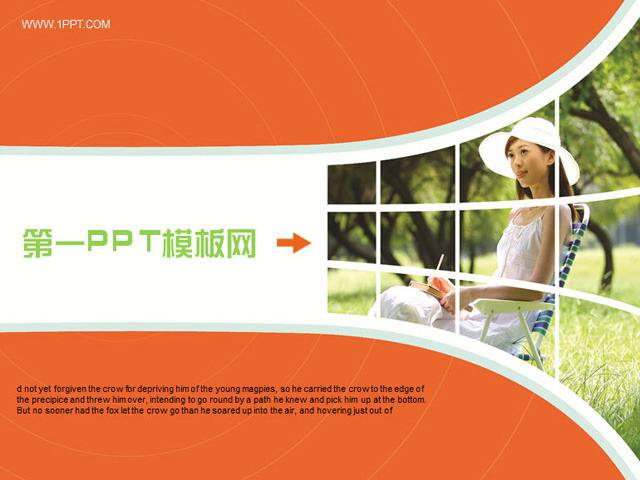 WWW.1PPT.COM
第一PPT模板网
d not yet forgiven the crow for depriving him of the young magpies, so he carried the crow to the edge of
the precipice and threw him over, intending to go round by a path he knew and pick him up at the bottom.
But no sooner had the fox let the crow go than he soared up into the air, and hovering just out of